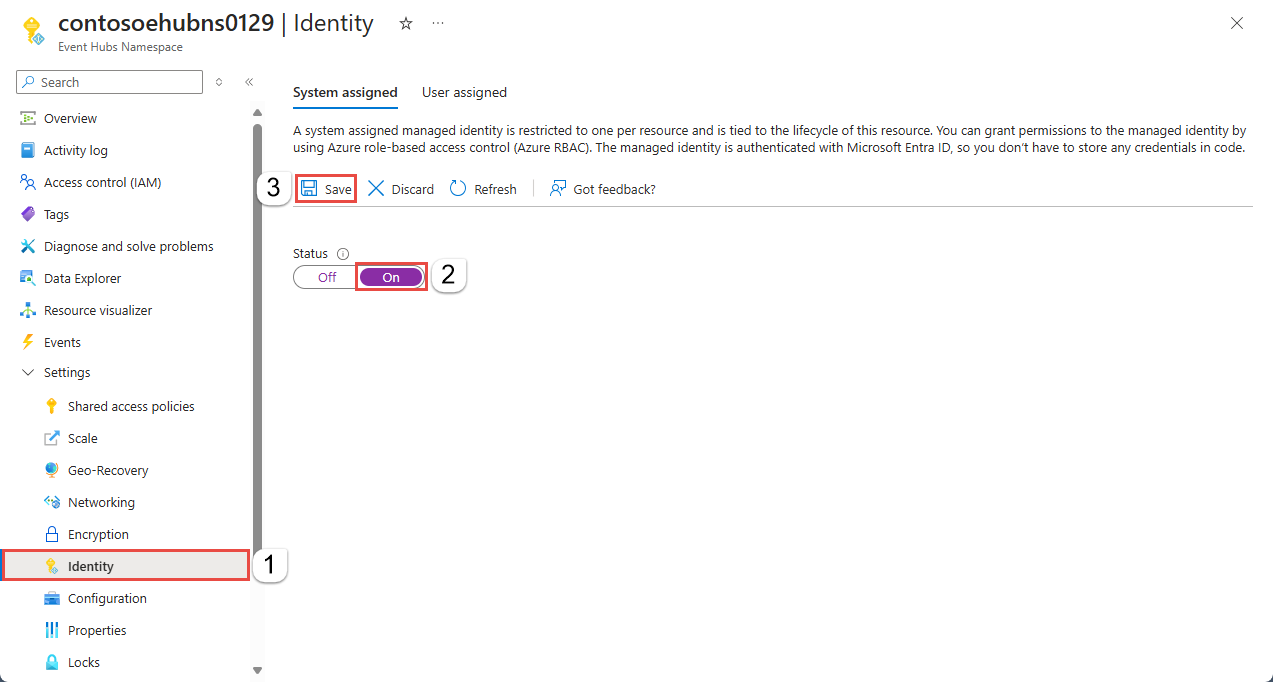 contosoehubns0129 | Identity
Event Hubs Namespace
Search
Overview
Activity log
Access control (IAM)
Tags
Diagnose and solve problems
Data Explorer
Resource visualizer
Events
Settings
Shared access policies
Scale
Geo-Recovery
Networking
Encryption
Identity
1
Configuration
Properties
Locks
System assigned
User assigned
A system assigned managed identity is restricted to one per resource and is tied to the lifecycle of this resource. You can grant permissions to the managed identity by
using Azure role-based access control (Azure RBAC). The managed identity is authenticated with Microsoft Entra ID, so you don't have to store any credentials in code.
3
Save
Discard
Refresh
Got feedback?
Status
Off
On
2